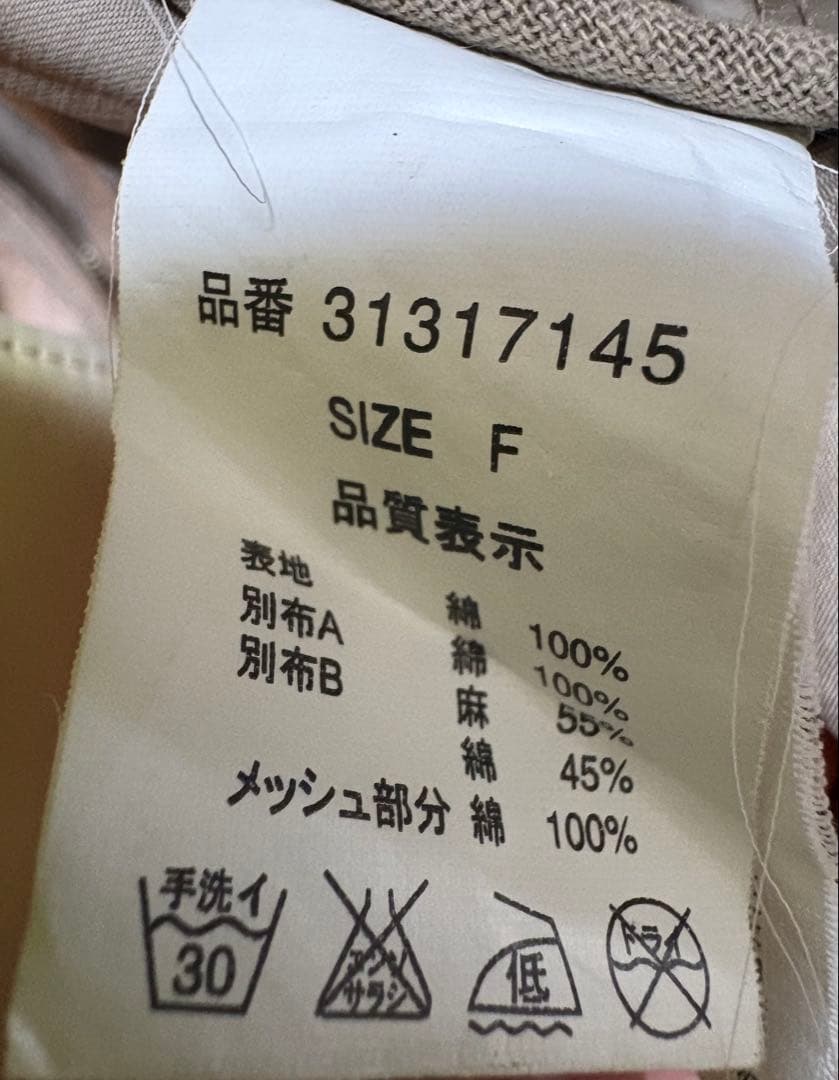 品番 31317145
SIZE F
品質表示
表地 綿 100%
別布A 綿 100%
別布B 麻 55%
綿 45%
メッシュ部分 綿 100%
手洗イ 30
エンソ サラシ
低
ドライ